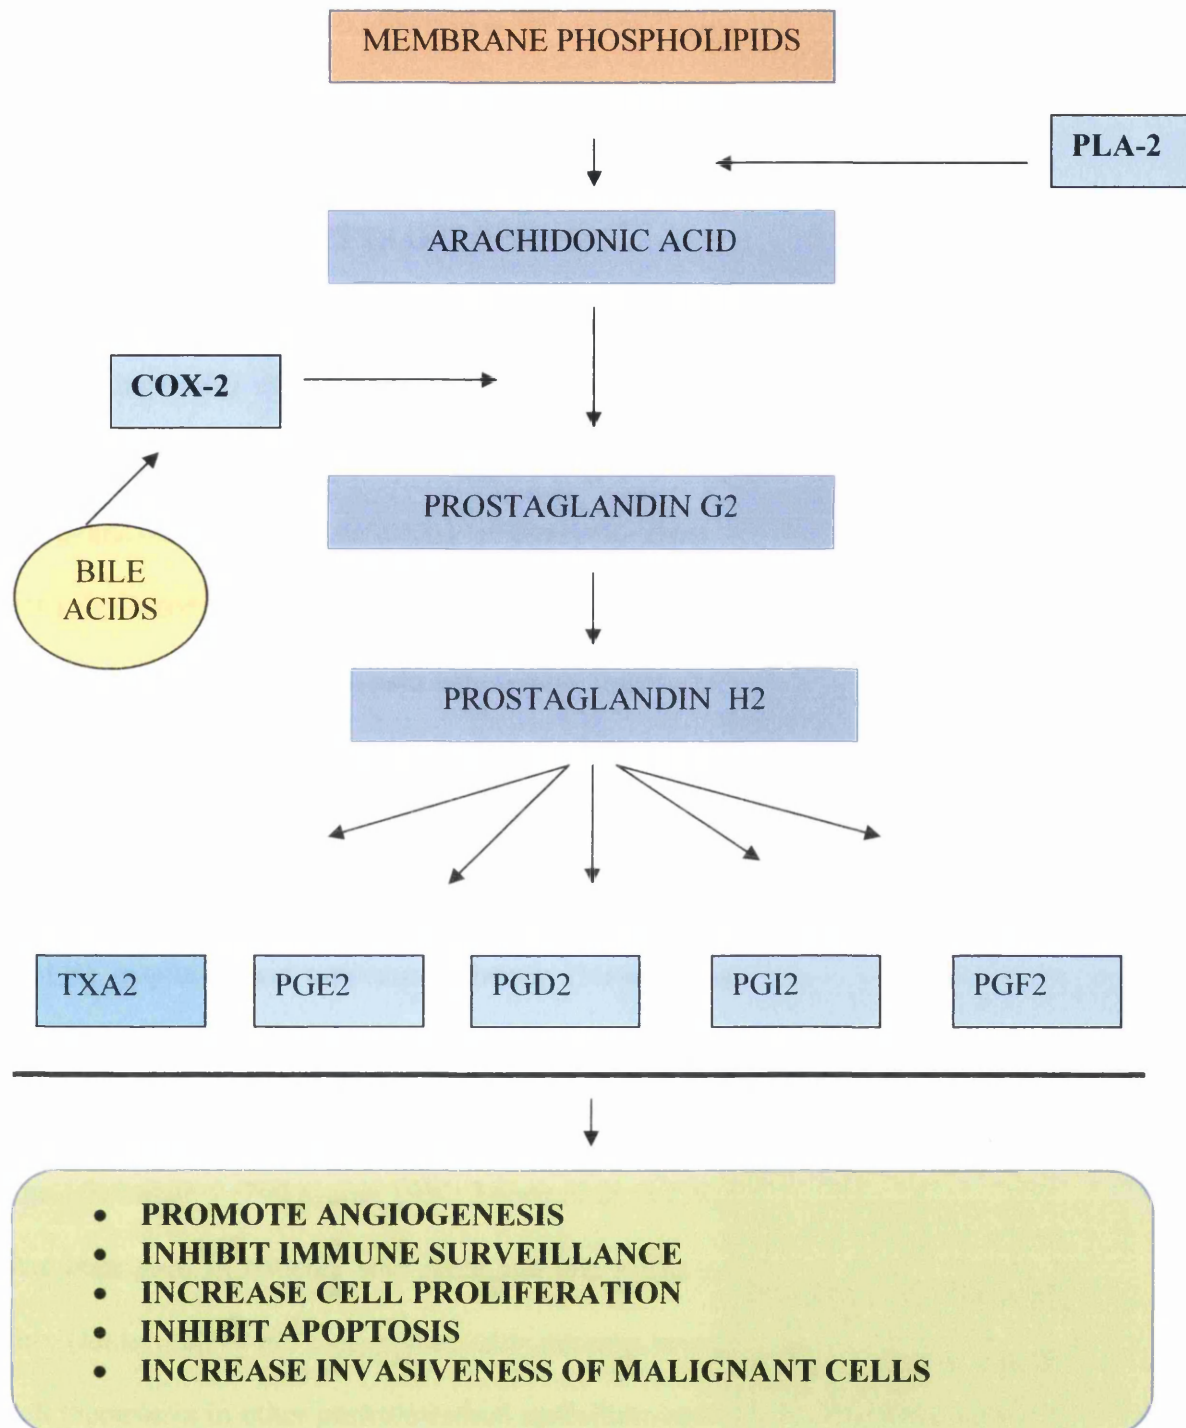 MEMBRANE PHOSPHOLIPIDS
PLA-2
ARACHIDONIC ACID
COX-2
PROSTAGLANDIN G2
BILE
ACIDS
PROSTAGLANDIN H2
TXA2
PGE2
PGD2
PGI2
PGF2
• PROMOTE ANGIOGENESIS
• INHIBIT IMMUNE SURVEILLANCE
• INCREASE CELL PROLIFERATION
• INHIBIT APOPTOSIS
• INCREASE INVASIVENESS OF MALIGNANT CELLS